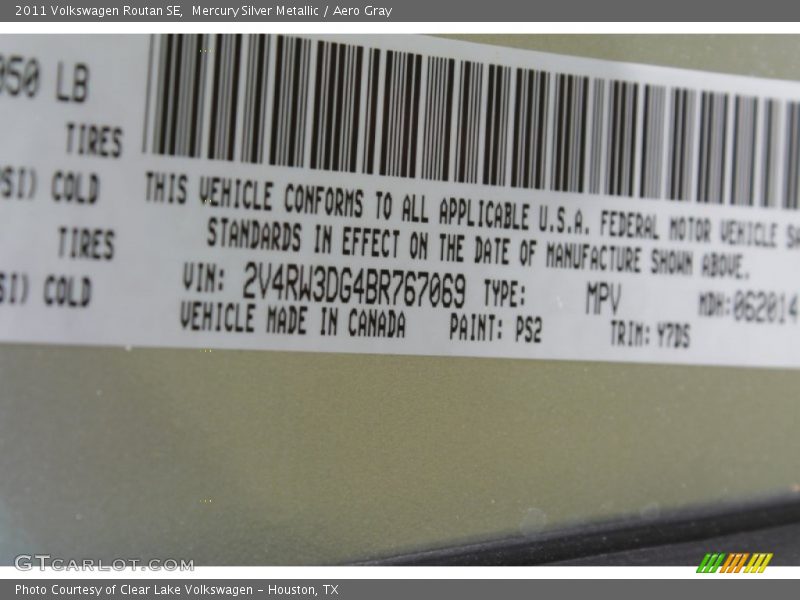 2011 Volkswagen Routan SE, Mercury Silver Metallic / Aero Gray
050 LB
TIRES
SI) COLD
THIS VEHICLE CONFORMS TO ALL APPLICABLE U.S.A. FEDERAL MOTOR VEHICLE SA
STANDARDS IN EFFECT ON THE DATE OF MANUFACTURE SHOWN ABOVE.
TIRES
VIN: 2V4RW3DG4BR767069 TYPE: MPV MDH:062014
SI) COLD
VEHICLE MADE IN CANADA PAINT: PS2 TRIM: Y7DS
GTCARLOT.COM
Photo Courtesy of Clear Lake Volkswagen – Houston, TX